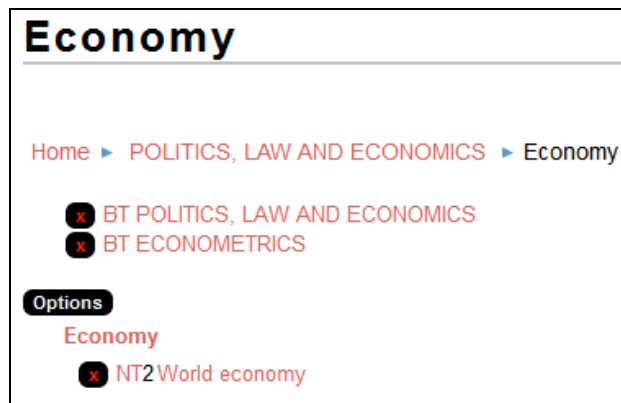 Economy
Home ► POLITICS, LAW AND ECONOMICS ► Economy
x BT POLITICS, LAW AND ECONOMICS
x BT ECONOMETRICS
Options
Economy
x NT2 World economy